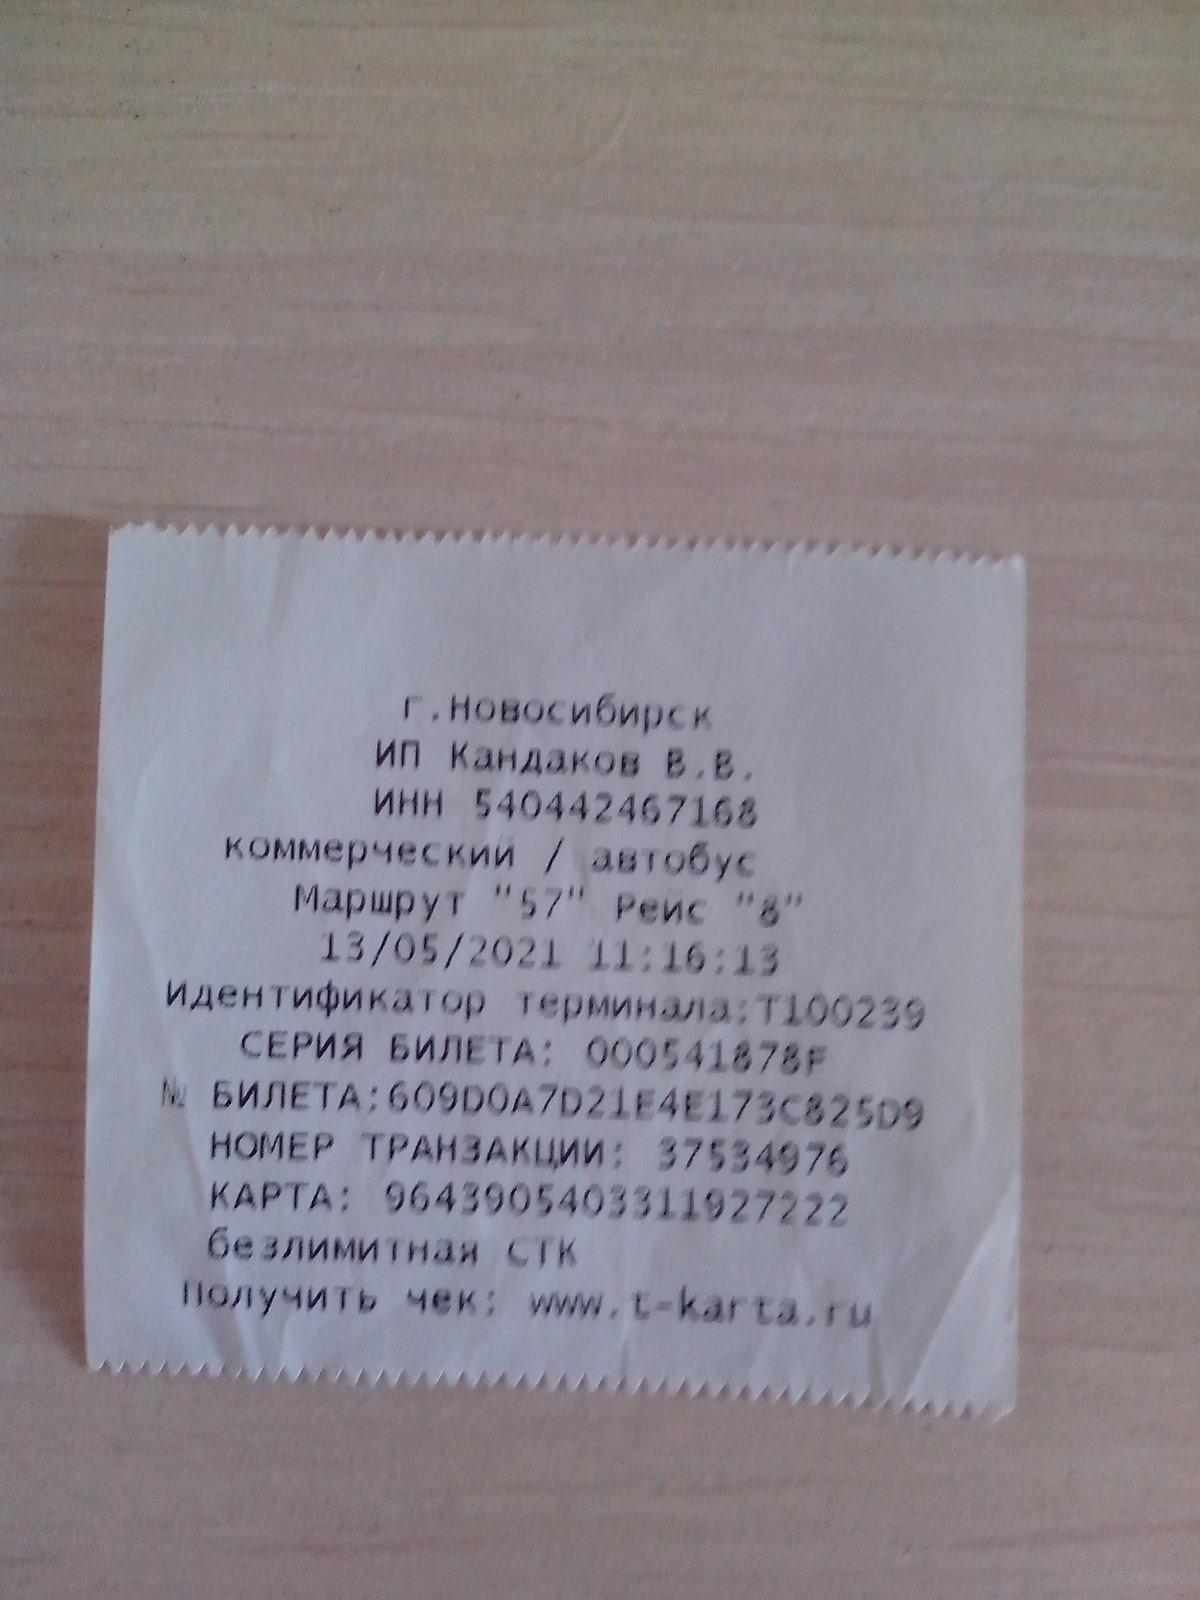 г.Новосибирск
ИП Кандаков В.В.
ИНН 540442467168
коммерческий / автобус
Маршрут "57" Рейс "8"
13/05/2021 11:16:13
Идентификатор терминала:T100239
СЕРИЯ БИЛЕТА: 000541878F
№ БИЛЕТА:609D0A7D21E4E173C825D9
НОМЕР ТРАНЗАКЦИИ: 37534976
КАРТА: 9643905403311927222
безлимитная СТК
Получить чек: www.t-karta.ru